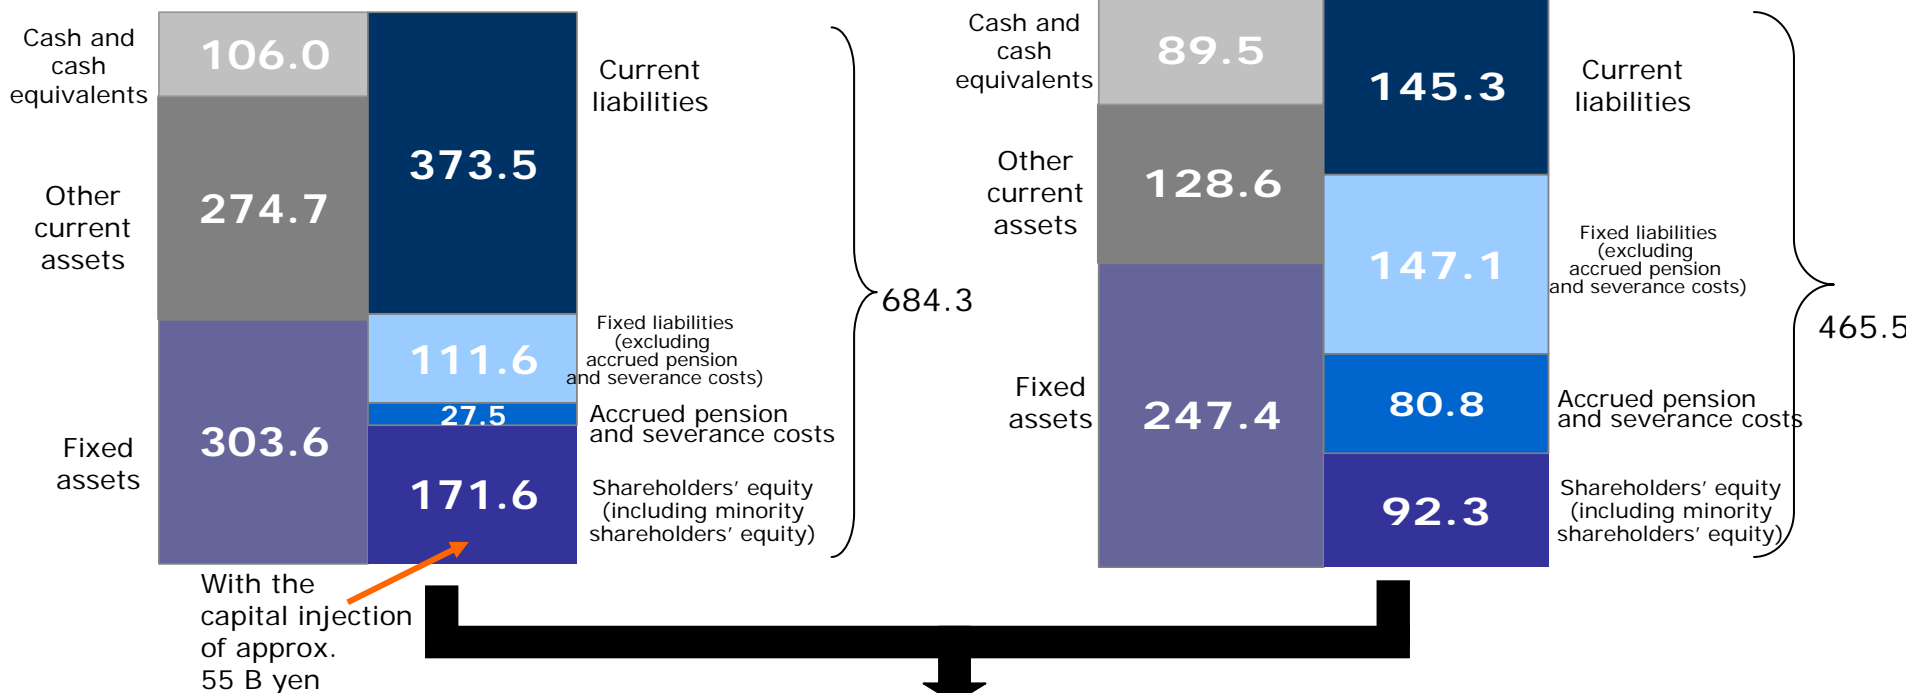 Cash and
cash
equivalents
106.0
Current
liabilities
373.5
Other
current
assets
274.7
684.3
Fixed liabilities
(excluding
accrued pension
and severance costs)
111.6
27.5
Accrued pension
and severance costs
Fixed
assets
303.6
171.6
Shareholders' equity
(including minority
shareholders' equity)
With the
capital injection
of approx.
55 B yen
Cash and
cash
equivalents
89.5
145.3
Current
liabilities
Other
current
assets
128.6
147.1
Fixed liabilities
(excluding
accrued pension
and severance costs)
465.5
Fixed
assets
247.4
80.8
Accrued pension
and severance costs
92.3
Shareholders' equity
(including minority
shareholders' equity)